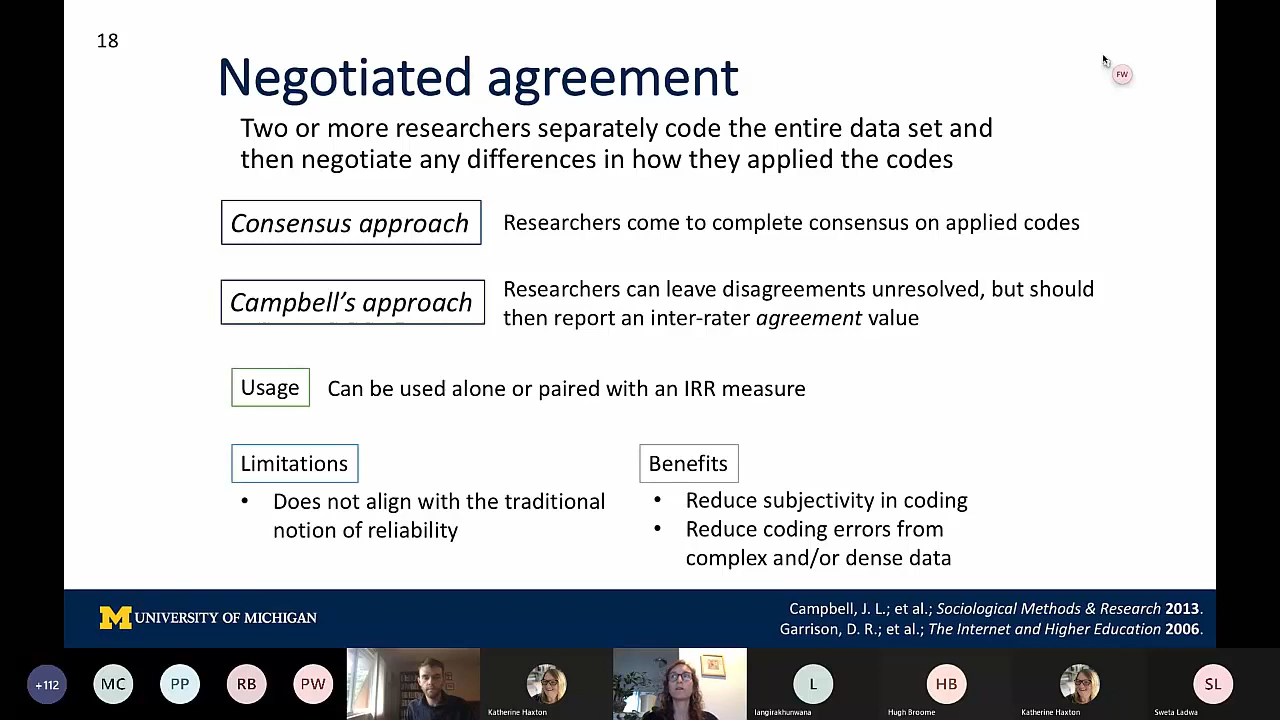 18
Negotiated agreement
FW
Two or more researchers separately code the entire data set and
then negotiate any differences in how they applied the codes
Consensus approach
Researchers come to complete consensus on applied codes
Campbell’s approach
Researchers can leave disagreements unresolved, but should
then report an inter-rater agreement value
Usage
Can be used alone or paired with an IRR measure
Limitations
• Does not align with the traditional
notion of reliability
Benefits
• Reduce subjectivity in coding
• Reduce coding errors from
complex and/or dense data
M UNIVERSITY OF MICHIGAN
Campbell, J. L.; et al.; Sociological Methods & Research 2013.
Garrison, D. R.; et al.; The Internet and Higher Education 2006.
+112
MC
PP
RB
PW
Katherine Haxton
L
langirakhunwana
HB
Hugh Broome
Katherine Haxton
SL
Sweta Ladwa